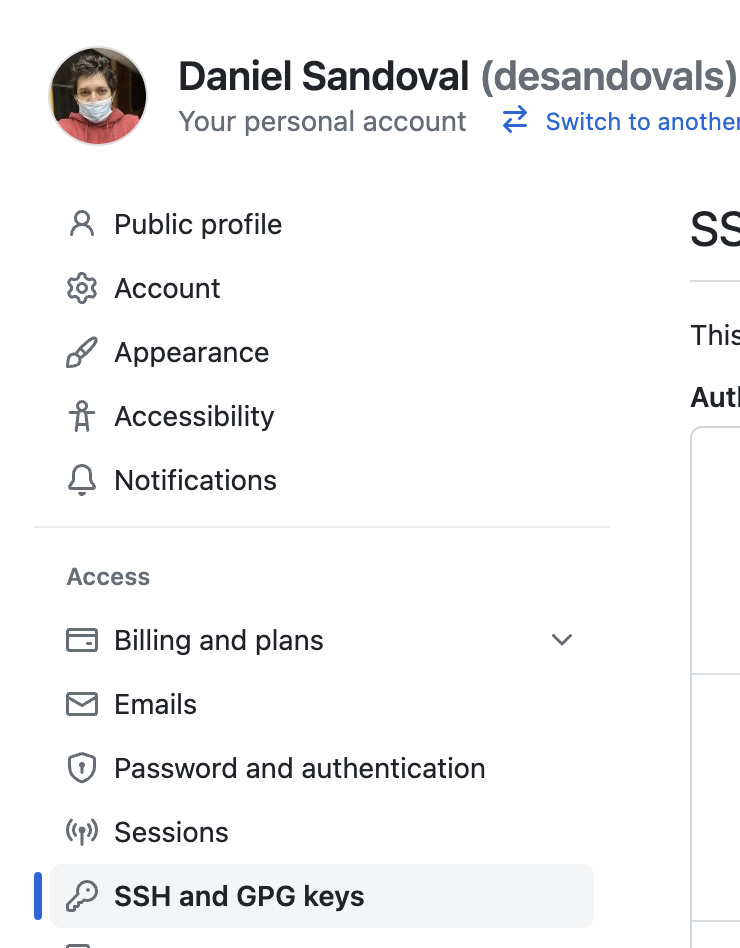 Daniel Sandoval (desandovals)
Your personal account Switch to another
Public profile
Account
Appearance
Accessibility
Notifications
SS
This
Auth
Access
Billing and plans
Emails
Password and authentication
Sessions
SSH and GPG keys